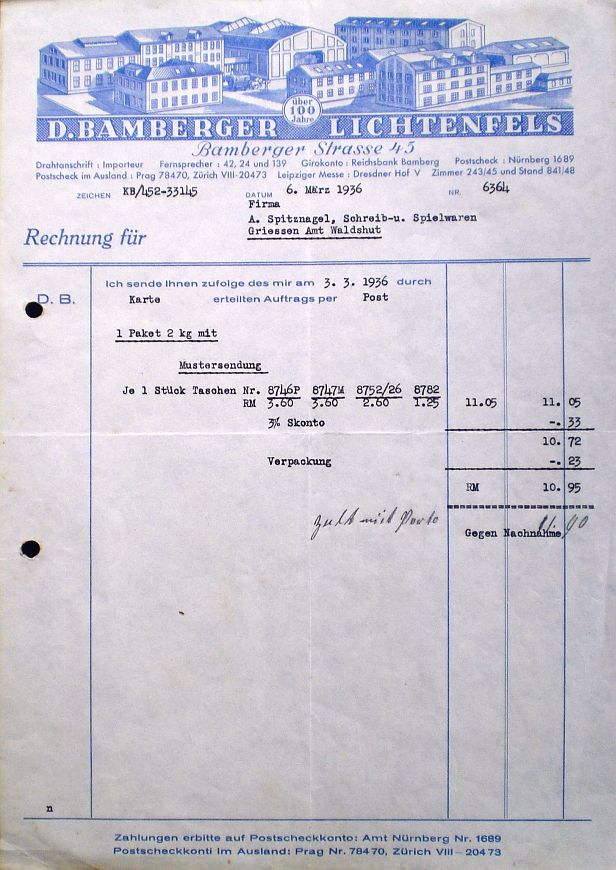 über
100
Jahre
D. BAMBERGER LICHTENFELS
Bamberger Strasse 45
Drahtanschrift : Importeur Fernsprecher : 42, 24 und 139 Girokonto : Reichsbank Bamberg Postscheck : Nürnberg 1689
Postscheck im Ausland : Prag 78470, Zürich VIII-20473 Leipziger Messe : Dresdner Hof V Zimmer 243/45 und Stand 841/48
ZEICHEN KB/452-33145 DATUM 6. März 1936 NR. 6364
Firma
A. Spitznagel, Schreib-u. Spielwaren
Griessen Amt Waldshut
Rechnung für
D. B.
Ich sende Ihnen zufolge des mir am 3. 3. 1936 durch
Karte erteilten Auftrags per Post
1 Paket 2 kg mit
Mustersendung
Je 1 Stück Taschen Nr. 8746P 8747M 8752/26 8782
RM 3.60 3.60 2.60 1.25 11.05 11. 05
3% Skonto -. 33
10. 72
Verpackung -. 23
RM 10. 95
mit Porto
Gegen Nachnahme
n
Zahlungen erbitte auf Postscheckkonto: Amt Nürnberg Nr. 1689
Postscheckkonti im Ausland: Prag Nr. 78470, Zürich VIII – 20473